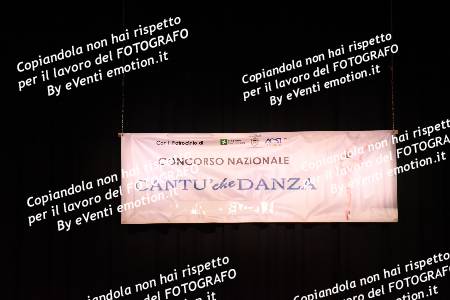 Copiandola non hai rispetto
per il lavoro del FOTOGRAFO
By eVenti emotion.it
Copiandola non hai rispetto
per il lavoro del FOTOGRAFO
By eVenti emotion.it
Con il Patrocinio di
CONCORSO NAZIONALE
CANTU' che DANZA
Copiandola non hai rispetto
per il lavoro del FOTOGRAFO
By eVenti emotion.it
Copiandola non hai rispetto
per il lavoro del FOTOGRAFO
By eVenti emotion.it
Copiandola non hai rispetto
per il lavoro del FOTOGRAFO
By eVenti emotion.it
Copiandola non hai rispetto
per il lavoro del FOTOGRAFO
By eVenti emotion.it